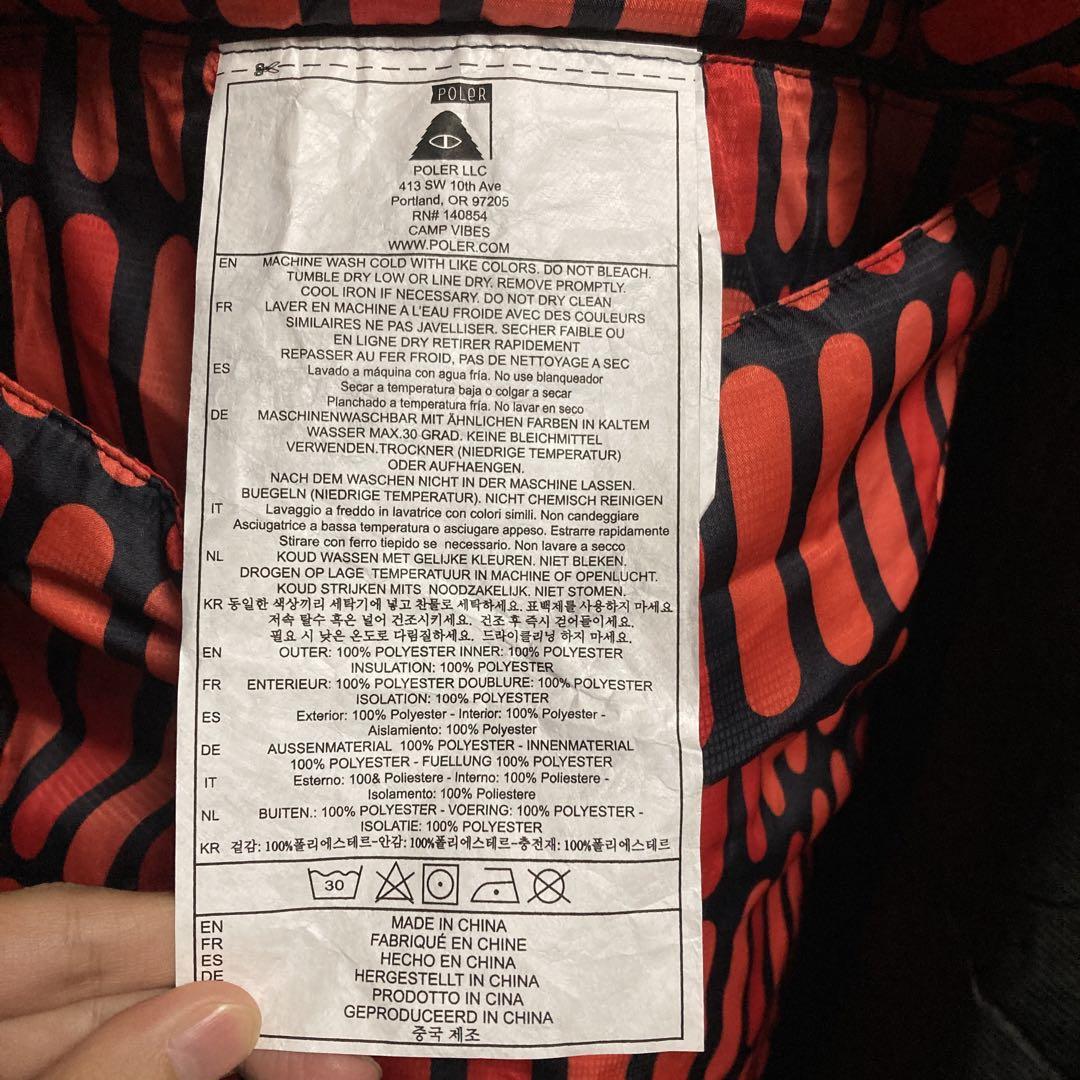 POLeR
POLER LLC
413 SW 10th Ave
Portland, OR 97205
RN# 140854
CAMP VIBES
WWW.POLER.COM
EN MACHINE WASH COLD WITH LIKE COLORS. DO NOT BLEACH.
TUMBLE DRY LOW OR LINE DRY. REMOVE PROMPTLY.
COOL IRON IF NECESSARY. DO NOT DRY CLEAN
FR LAVER EN MACHINE A L'EAU FROIDE AVEC DES COULEURS
SIMILAIRES NE PAS JAVELLISER. SECHER FAIBLE OU
EN LIGNE DRY RETIRER RAPIDEMENT
REPASSER AU FER FROID, PAS DE NETTOYAGE A SEC
ES Lavado a máquina con agua fría. No use blanqueador
Secar a temperatura baja o colgar a secar
Planchado a temperatura fría. No lavar en seco
DE MASCHINENWASCHBAR MIT ÄHNLICHEN FARBEN IN KALTEM
WASSER MAX.30 GRAD. KEINE BLEICHMITTEL
VERWENDEN.TROCKNER (NIEDRIGE TEMPERATUR)
ODER AUFHAENGEN.
NACH DEM WASCHEN NICHT IN DER MASCHINE LASSEN.
BUEGELN (NIEDRIGE TEMPERATUR). NICHT CHEMISCH REINIGEN
IT Lavaggio a freddo in lavatrice con colori simili. Non candeggiare
Asciugatrice a bassa temperatura o asciugare appeso. Estrarre rapidamente
Stirare con ferro tiepido se necessario. Non lavare a secco
NL KOUD WASSEN MET GELIJKE KLEUREN. NIET BLEKEN.
DROGEN OP LAGE TEMPERATUUR IN MACHINE OF OPENLUCHT.
KOUD STRIJKEN MITS NOODZAKELIJK. NIET STOMEN.
KR 동일한 색상끼리 세탁기에 넣고 찬물로 세탁하세요. 표백제를 사용하지 마세요
저속 탈수 혹은 널어 건조시키세요. 건조 후 즉시 걷어들이세요.
필요 시 낮은 온도로 다림질하세요. 드라이클리닝 하지 마세요.
EN OUTER: 100% POLYESTER INNER: 100% POLYESTER
INSULATION: 100% POLYESTER
FR ENTERIEUR: 100% POLYESTER DOUBLURE: 100% POLYESTER
ISOLATION: 100% POLYESTER
ES Exterior: 100% Polyester - Interior: 100% Polyester -
Aislamiento: 100% Polyester
DE AUSSENMATERIAL 100% POLYESTER - INNENMATERIAL
100% POLYESTER - FUELLUNG 100% POLYESTER
IT Esterno: 100& Poliestere - Interno: 100% Poliestere -
Isolamento: 100% Poliestere
NL BUITEN.: 100% POLYESTER - VOERING: 100% POLYESTER -
ISOLATIE: 100% POLYESTER
KR 겉감: 100%폴리에스테르-안감:100%폴리에스테르-충전재:100%폴리에스테르
30
EN MADE IN CHINA
FR FABRIQUÉ EN CHINE
ES HECHO EN CHINA
DE HERGESTELLT IN CHINA
PRODOTTO IN CINA
GEPRODUCEERD IN CHINA
중국 제조